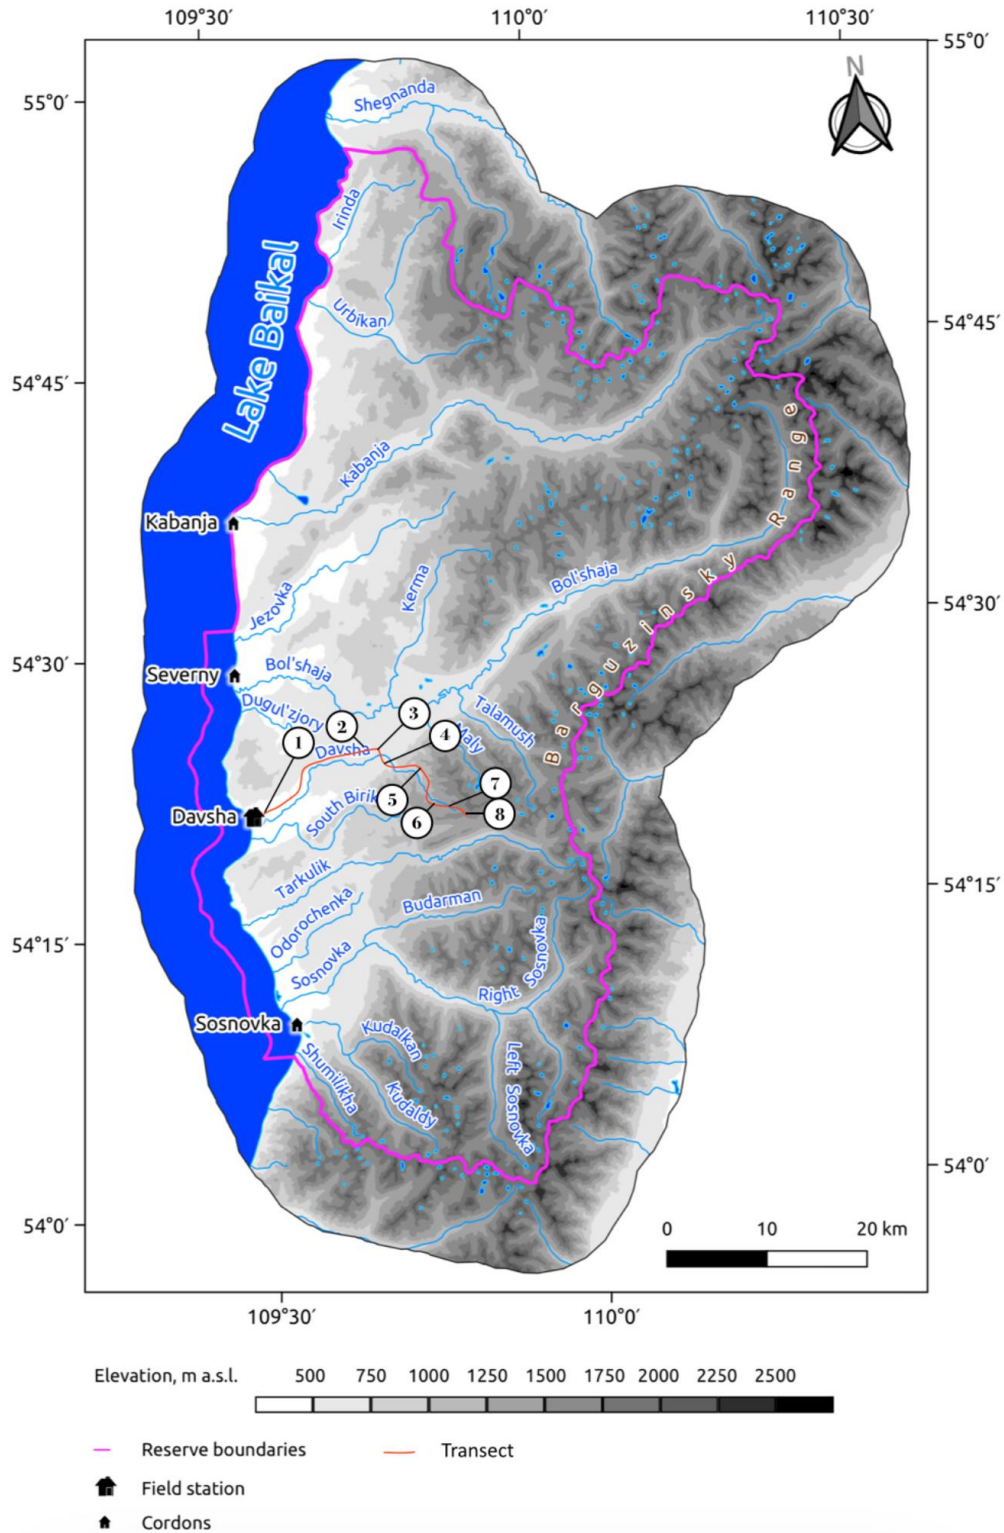 109°30′ 110°0′ 110°30′
55°0′
N
55°0′
Shegnanda
Irinda
Lake Baikal
Urbikan
54°45′
54°45′
Kabanja
Kabanja
Barguzinsky Range
Jezovka
Kerma
Bol'shaja
54°30′
54°30′
Severny
Bol'shaja
Dugul'zjory
Talamush
Maly
1
2
3
4
Davsha
5
6
7
8
Davsha
South Birik
Tarkulik
54°15′
Budarman
Odorochenka
54°15′
Sosnovka
Right Sosnovka
Sosnovka
Kudalkan
Shumilikha
Kudaldy
Left Sosnovka
54°0′
54°0′
0 10 20 km
109°30′ 110°0′
Elevation, m a.s.l. 500 750 1000 1250 1500 1750 2000 2250 2500
Reserve boundaries Transect
Field station
Cordons